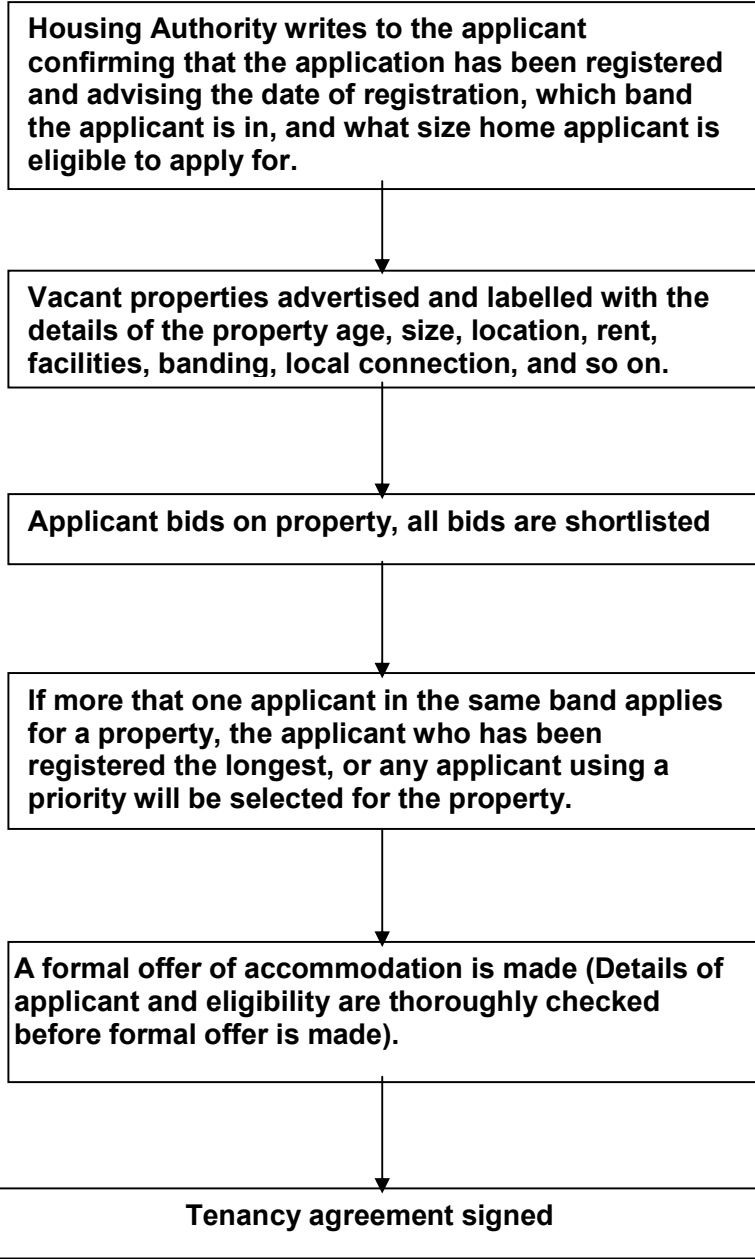 Housing Authority writes to the applicant
confirming that the application has been registered
and advising the date of registration, which band
the applicant is in, and what size home applicant is
eligible to apply for.
Vacant properties advertised and labelled with the
details of the property age, size, location, rent,
facilities, banding, local connection, and so on.
Applicant bids on property, all bids are shortlisted
If more that one applicant in the same band applies
for a property, the applicant who has been
registered the longest, or any applicant using a
priority will be selected for the property.
A formal offer of accommodation is made (Details of
applicant and eligibility are thoroughly checked
before formal offer is made).
Tenancy agreement signed